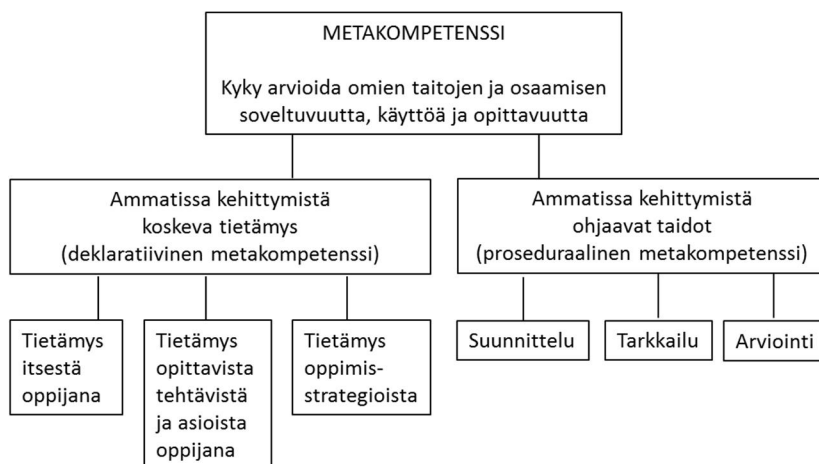 METAKOMPETENSSI
Kyky arvioida omien taitojen ja osaamisen
soveltuvuutta, käyttöä ja opittavuutta
Ammatissa kehittymistä
koskeva tietämys
(deklaratiivinen metakompetenssi)
Ammatissa kehittymistä
ohjaavat taidot
(proseduraalinen metakompetenssi)
Tietämys
itsestä
oppijana
Tietämys
opittavista
tehtävistä
ja asioista
oppijana
Tietämys
oppimis-
strategioista
Suunnittelu
Tarkkailu
Arviointi